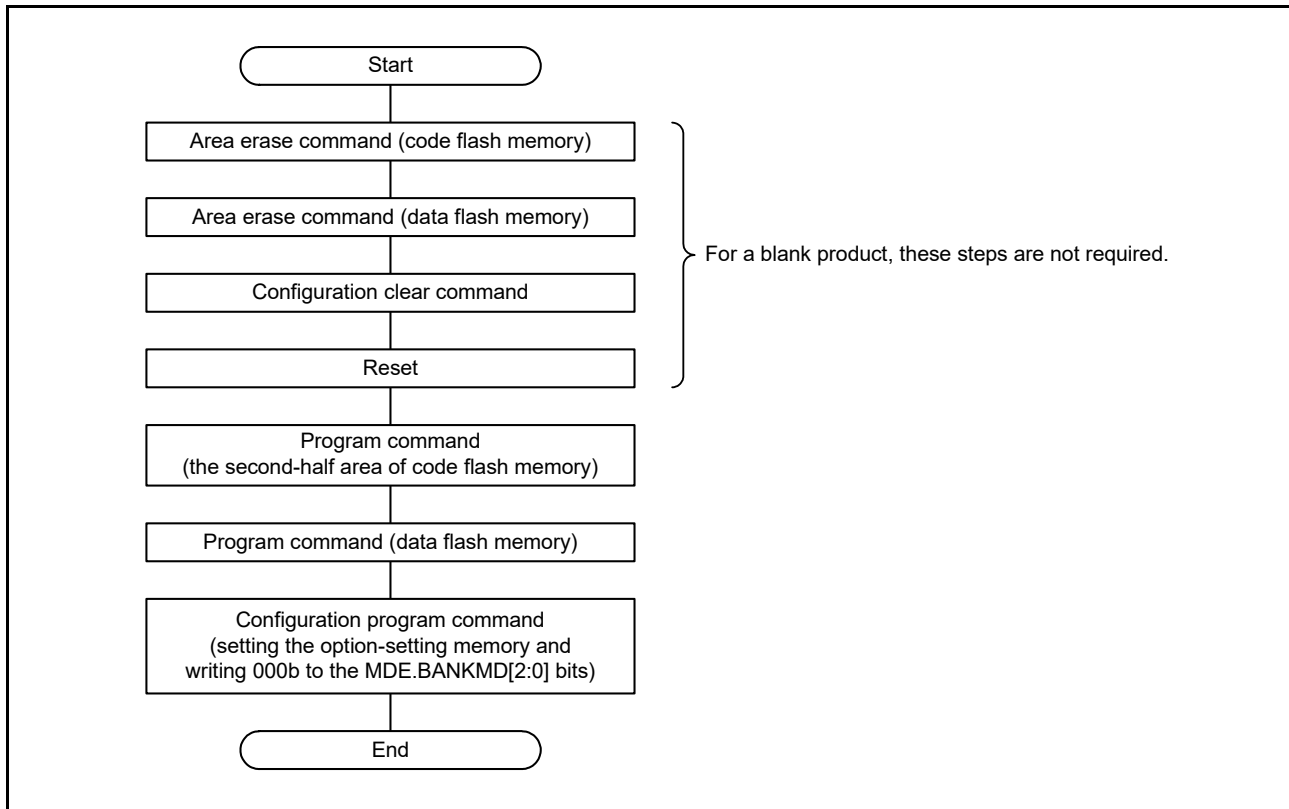 Start
Area erase command (code flash memory)
Area erase command (data flash memory)
For a blank product, these steps are not required.
Configuration clear command
Reset
Program command
(the second-half area of code flash memory)
Program command (data flash memory)
Configuration program command
(setting the option-setting memory and
writing 000b to the MDE.BANKMD[2:0] bits)
End